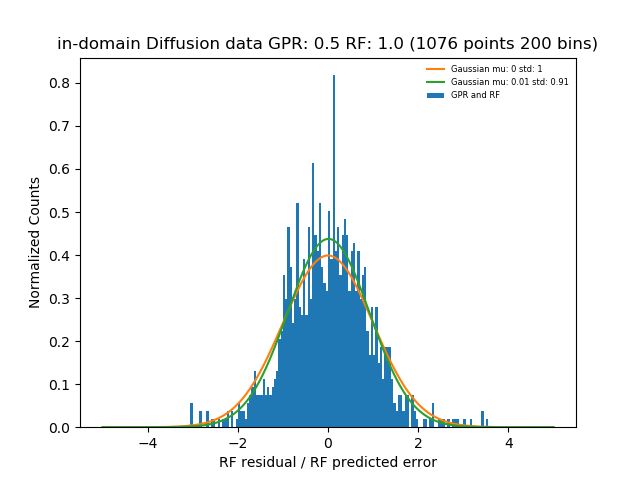 in-domain Diffusion data GPR: 0.5 RF: 1.0 (1076 points 200 bins)
Gaussian mu: 0 std: 1
Gaussian mu: 0.01 std: 0.91
GPR and RF
Normalized Counts
0.8
0.7
0.6
0.5
0.4
0.3
0.2
0.1
0.0
−4 −2 0 2 4
RF residual / RF predicted error